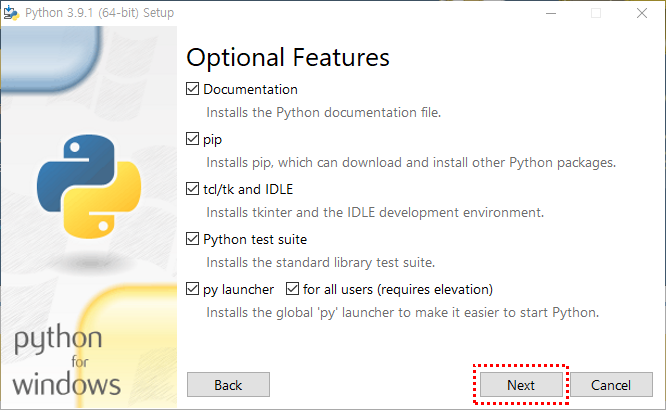 Python 3.9.1 (64-bit) Setup
Optional Features
Documentation
Installs the Python documentation file.
pip
Installs pip, which can download and install other Python packages.
tcl/tk and IDLE
Installs tkinter and the IDLE development environment.
Python test suite
Installs the standard library test suite.
py launcher for all users (requires elevation)
Installs the global 'py' launcher to make it easier to start Python.
python
for
windows
Back Next Cancel